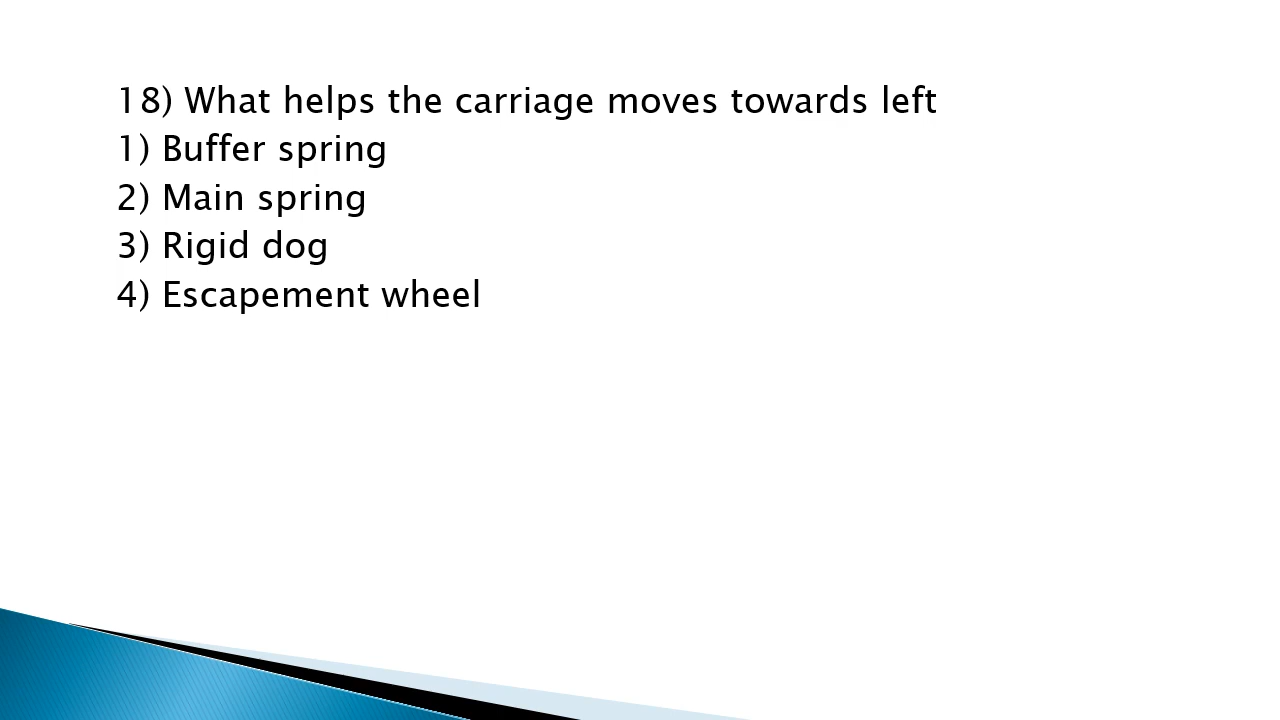 18) What helps the carriage moves towards left
1) Buffer spring
2) Main spring
3) Rigid dog
4) Escapement wheel